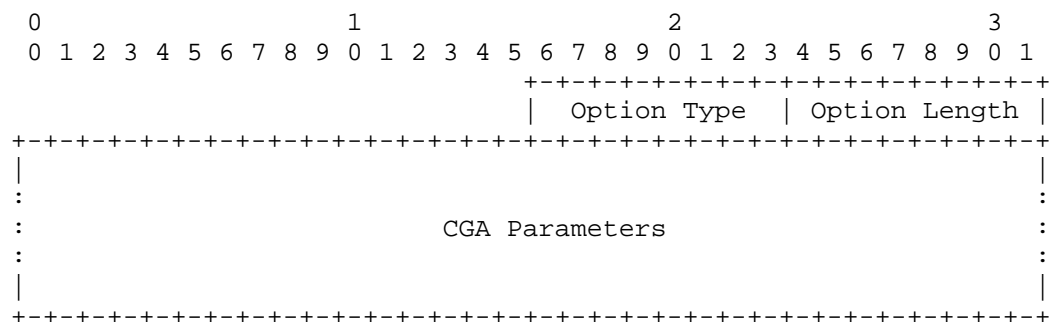 0                   1                   2                   3
 0 1 2 3 4 5 6 7 8 9 0 1 2 3 4 5 6 7 8 9 0 1 2 3 4 5 6 7 8 9 0 1
                                +-+-+-+-+-+-+-+-+-+-+-+-+-+-+-+-+
                                |  Option Type  | Option Length |
+-+-+-+-+-+-+-+-+-+-+-+-+-+-+-+-+-+-+-+-+-+-+-+-+-+-+-+-+-+-+-+-+
|                                                               |
:                                                               :
:                          CGA Parameters                       :
:                                                               :
|                                                               |
+-+-+-+-+-+-+-+-+-+-+-+-+-+-+-+-+-+-+-+-+-+-+-+-+-+-+-+-+-+-+-+-+